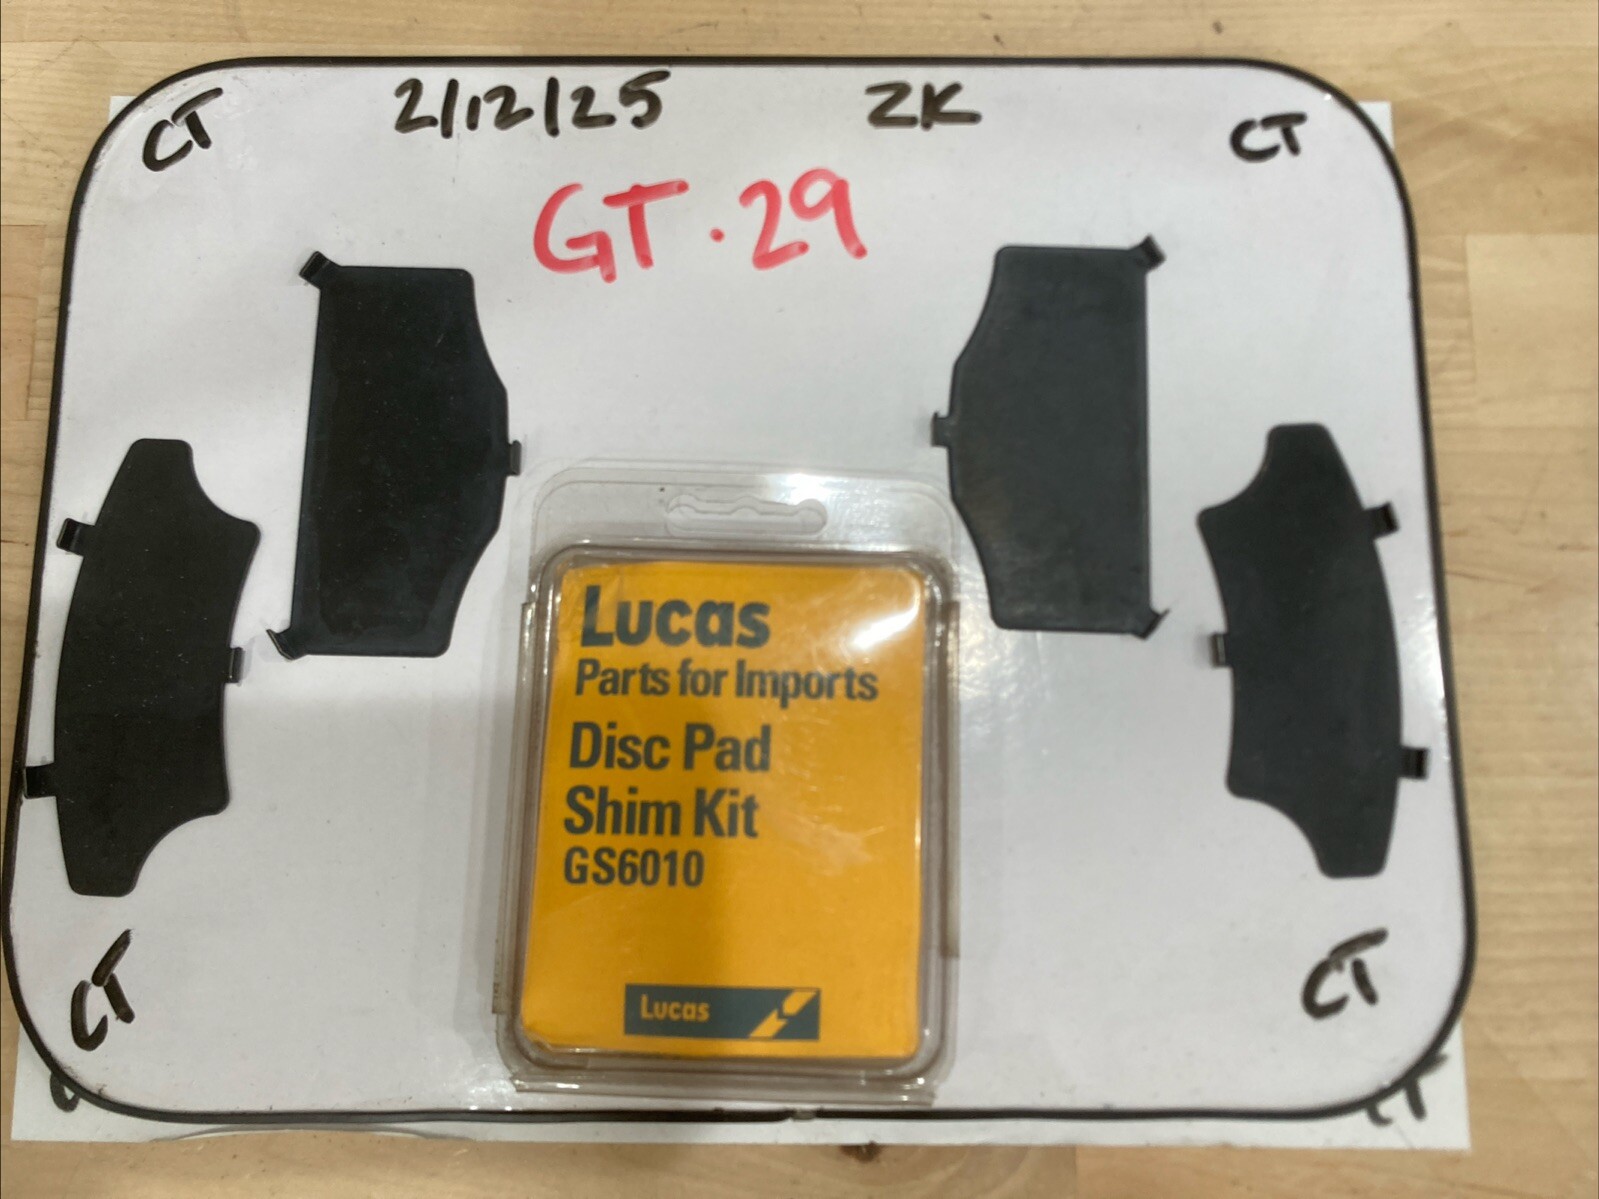 CT 2/12/25 ZK CT
GT.29
Lucas
Parts for Imports
Disc Pad
Shim Kit
GS6010
Lucas
CT CT
CT